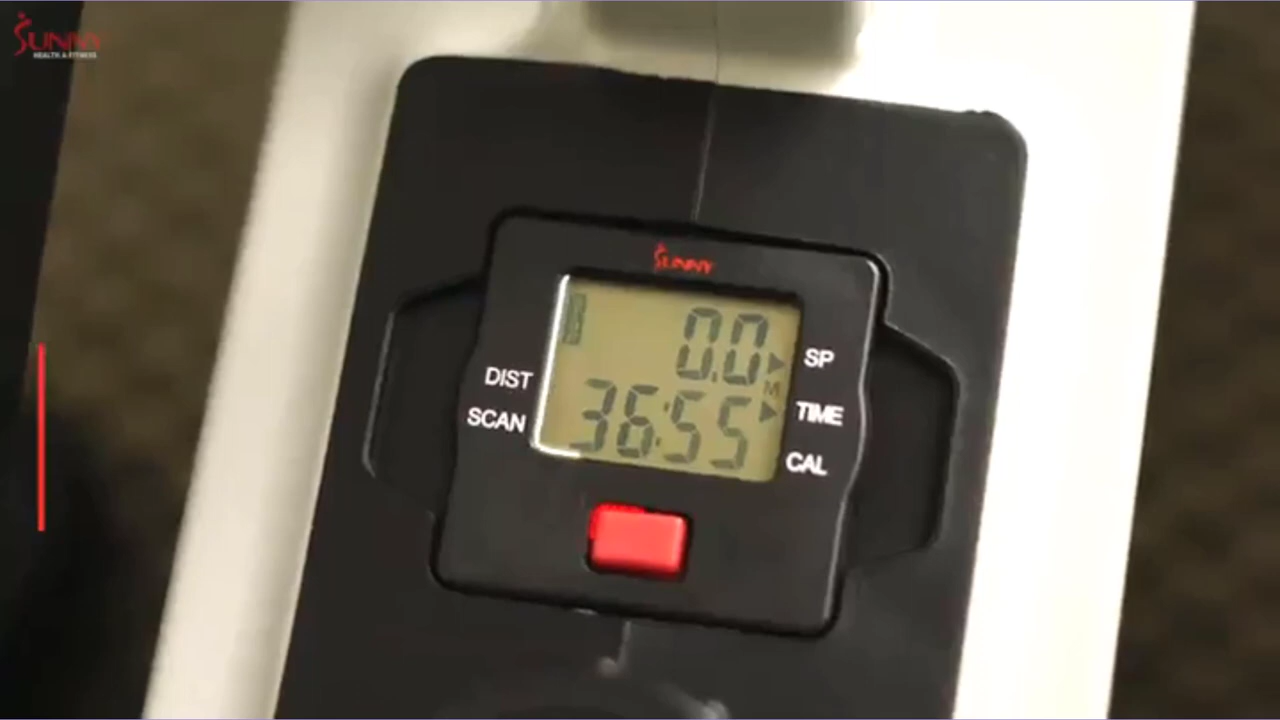 SUNNY
HEALTH & FITNESS
SUNNY
0.0
SP
DIST
M
36:55
TIME
SCAN
CAL